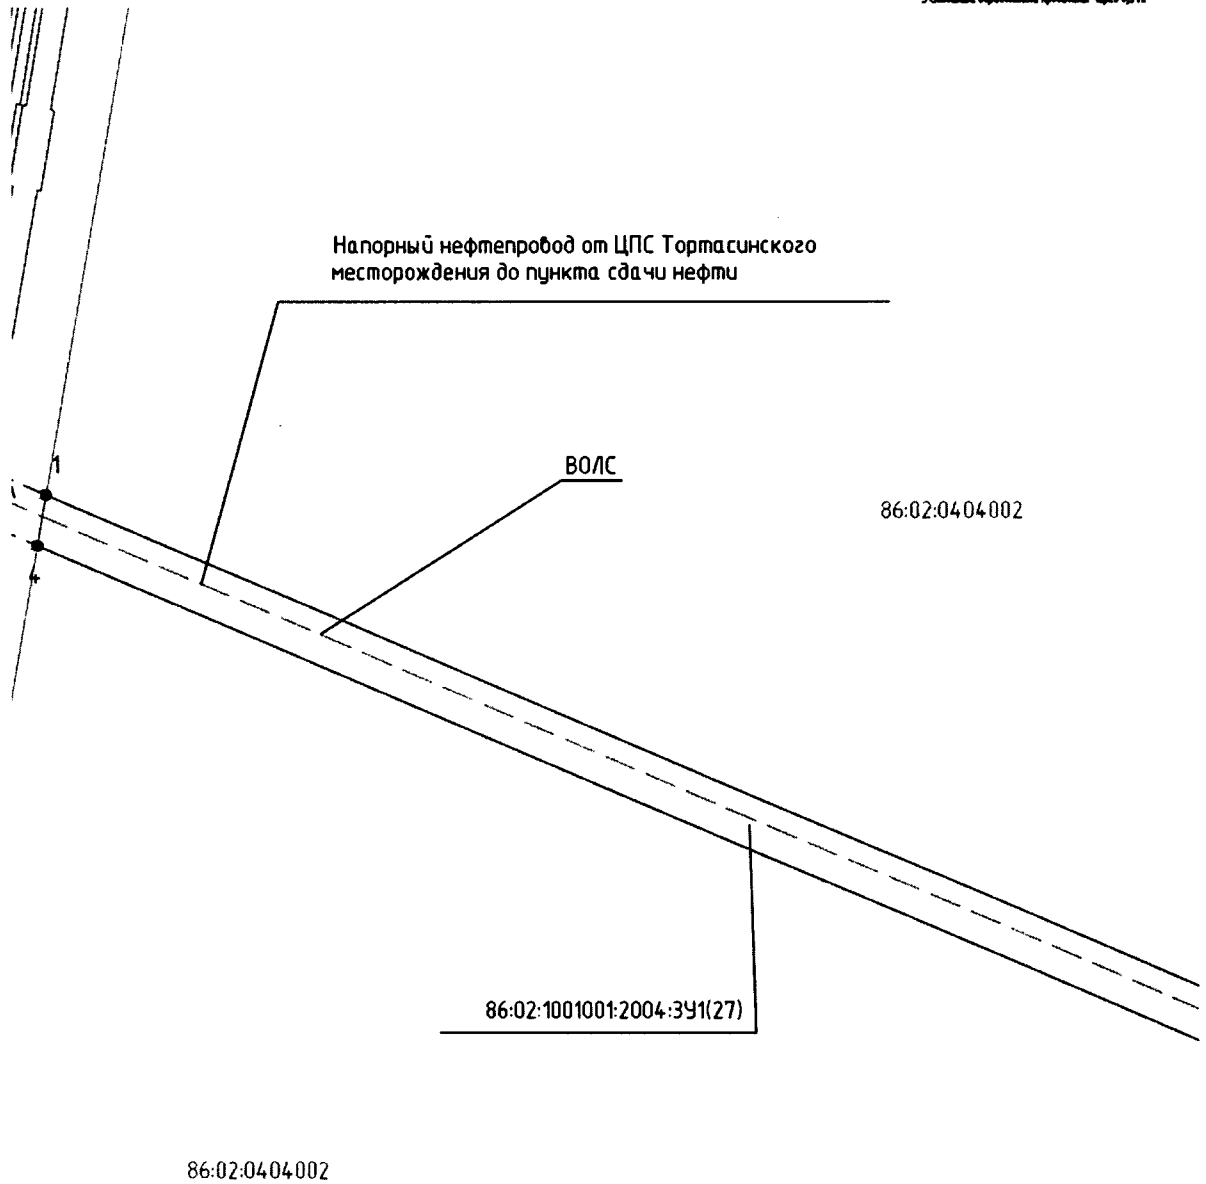 Напорный нефтепровод от ЦПС Тортасинского
месторождения до пункта сдачи нефти
1
ВОЛС
86:02:0404002
4
86:02:1001001:2004:ЗУ1(27)
86:02:0404002